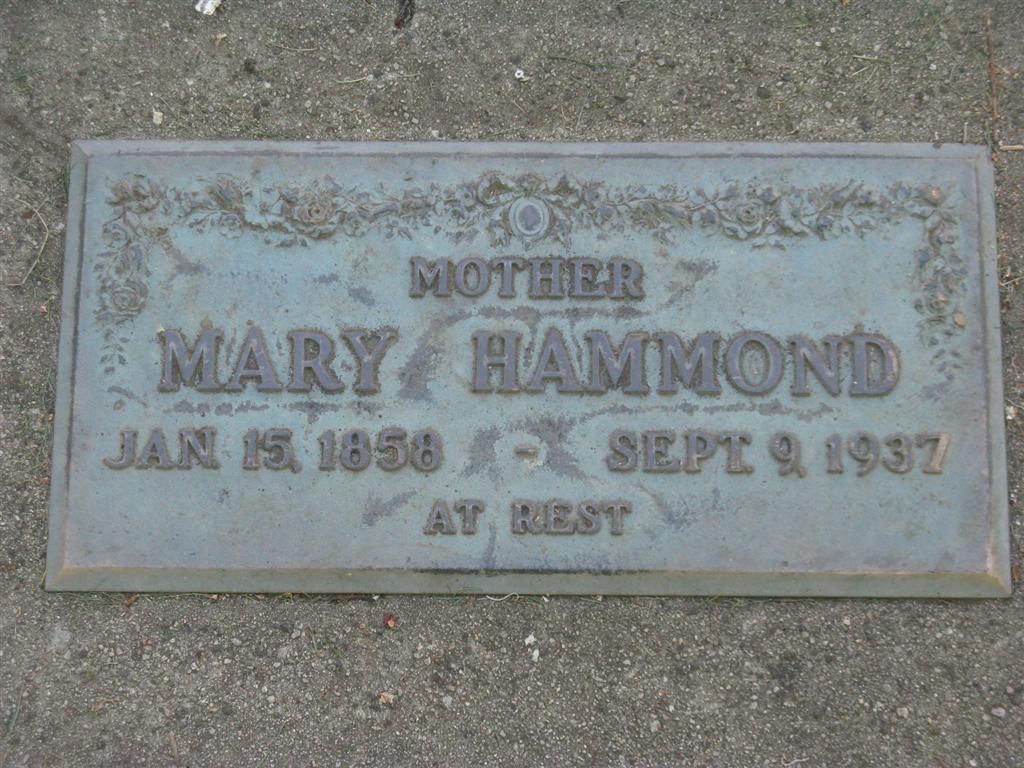 MOTHER
MARY HAMMOND
JAN 15, 1858 - SEPT. 9, 1937
AT REST